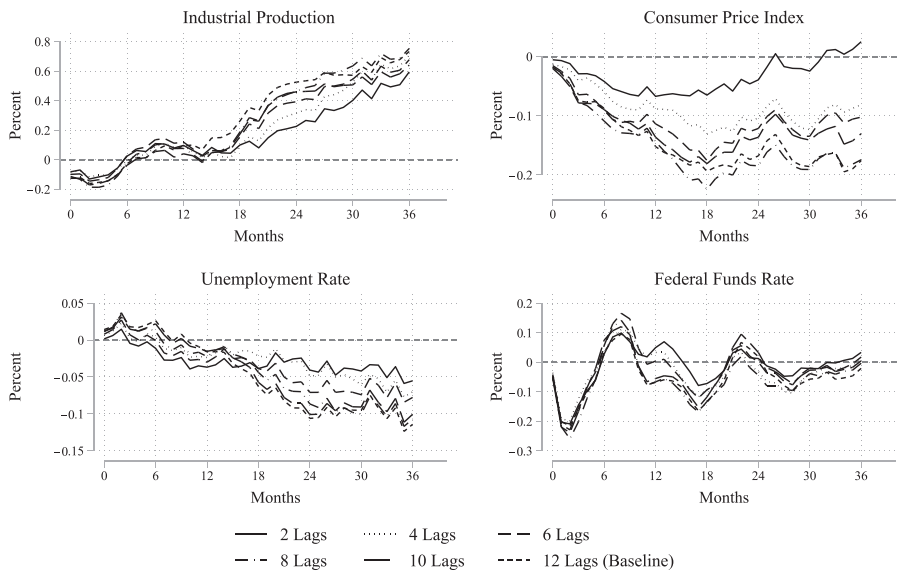 Industrial Production
Consumer Price Index
0.8
0.6
0.4
0.2
0
−0.2
Percent
0 6 12 18 24 30 36
Months
0
−0.1
−0.2
Percent
0 6 12 18 24 30 36
Months
Unemployment Rate
Federal Funds Rate
0.05
0
−0.05
−0.1
−0.15
Percent
0 6 12 18 24 30 36
Months
0.2
0.1
0
−0.1
−0.2
−0.3
Percent
0 6 12 18 24 30 36
Months
2 Lags 4 Lags 6 Lags
8 Lags 10 Lags 12 Lags (Baseline)